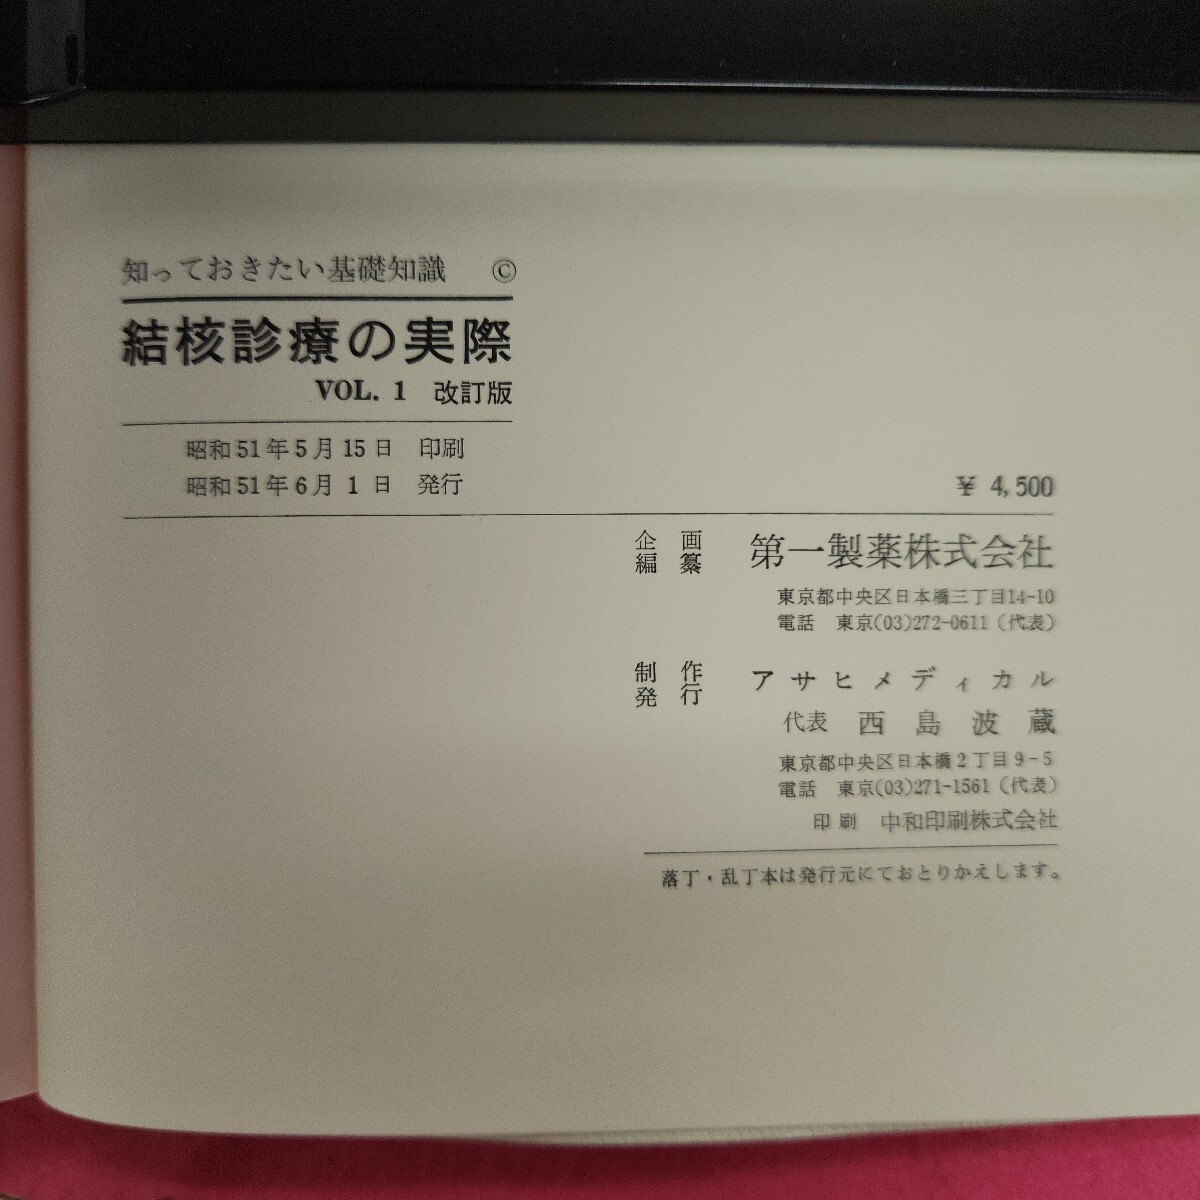 知っておきたい基礎知識 ©
結核診療の実際
VOL. 1 改訂版
昭和51年5月15日 印刷
昭和51年6月1日 発行
¥ 4,500
企画
編纂
第一製薬株式会社
東京都中央区日本橋三丁目14-10
電話 東京(03)272-0611(代表)
制作
発行
アサヒメディカル
代表 西島波蔵
東京都中央区日本橋2丁目9-5
電話 東京(03)271-1561(代表)
印刷 中和印刷株式会社
落丁・乱丁本は発行元にておとりかえします。